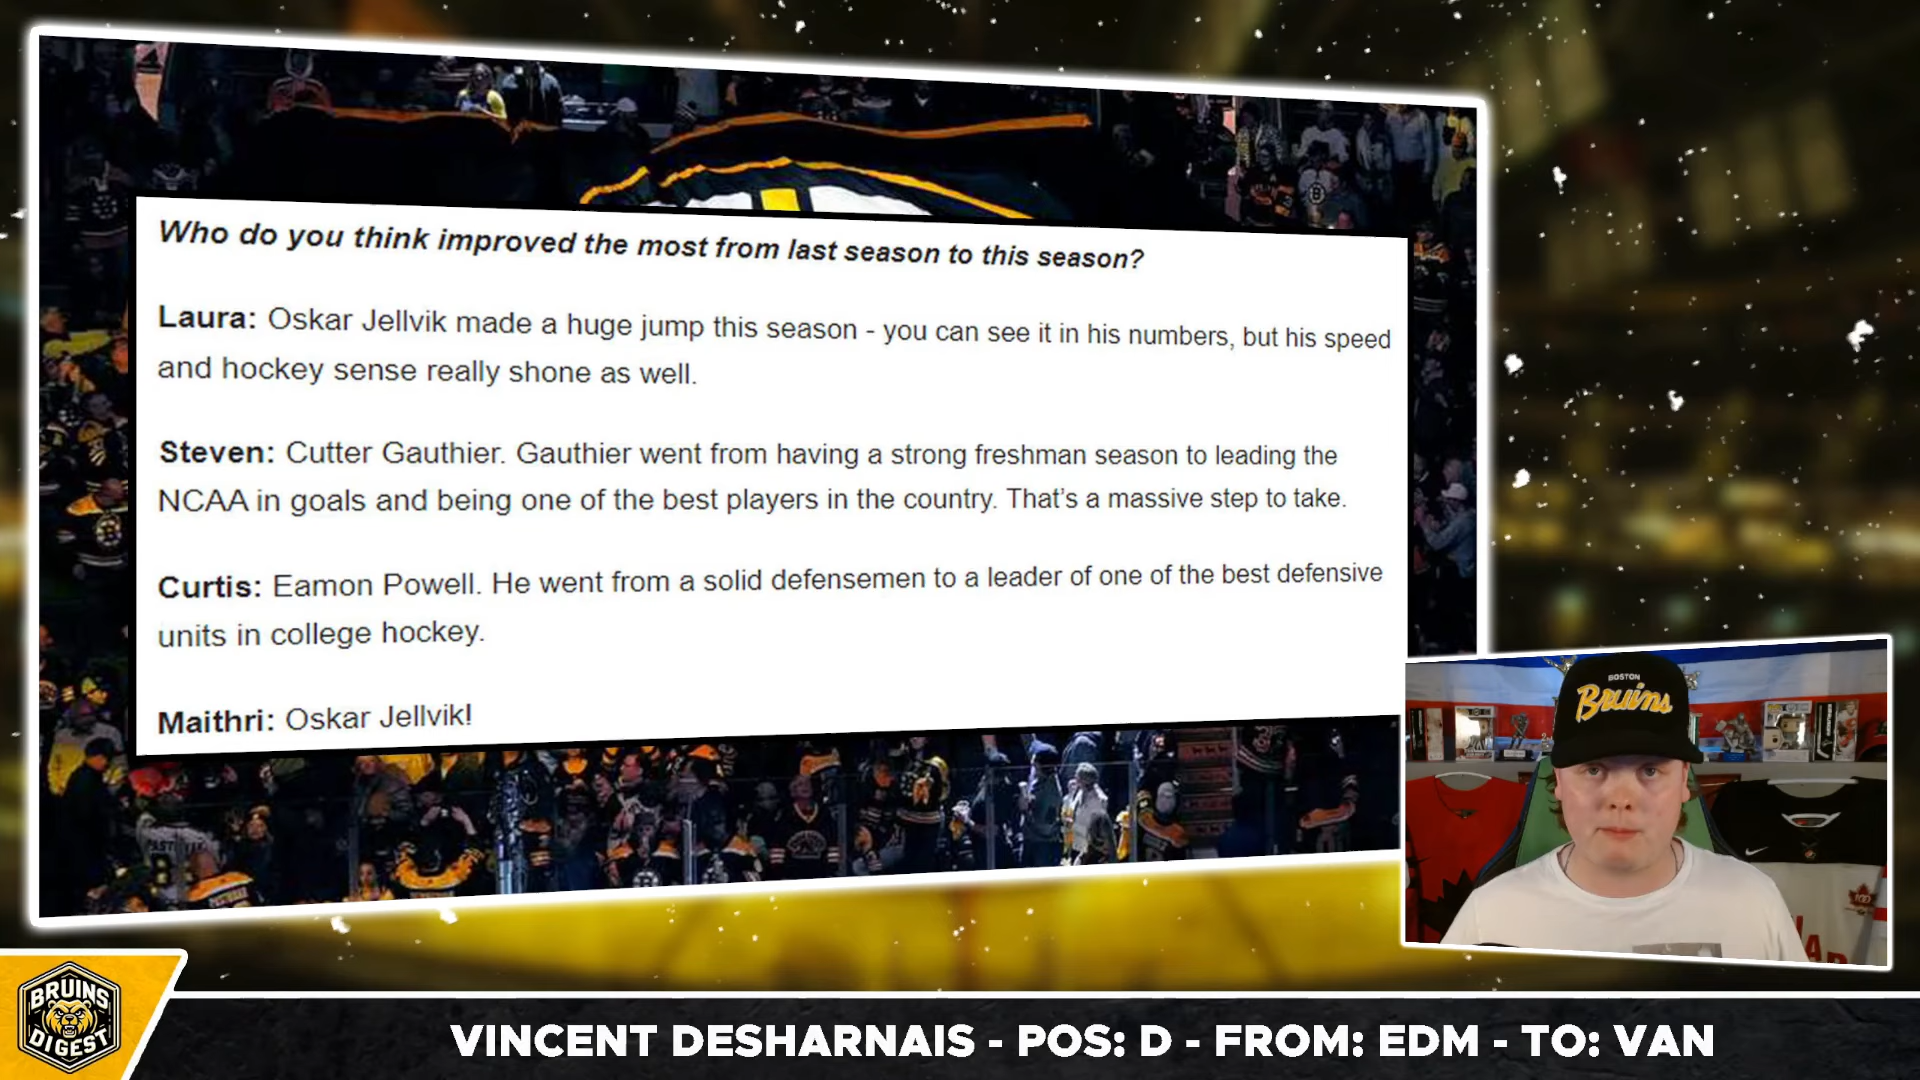 Who do you think improved the most from last season to this season?
Laura: Oskar Jellvik made a huge jump this season - you can see it in his numbers, but his speed
and hockey sense really shone as well.
Steven: Cutter Gauthier. Gauthier went from having a strong freshman season to leading the
NCAA in goals and being one of the best players in the country. That's a massive step to take.
Curtis: Eamon Powell. He went from a solid defensemen to a leader of one of the best defensive
units in college hockey.
Maithri: Oskar Jellvik!
BOSTON
Bruins
BRUINS
DIGEST
VINCENT DESHARNAIS - POS: D - FROM: EDM - TO: VAN